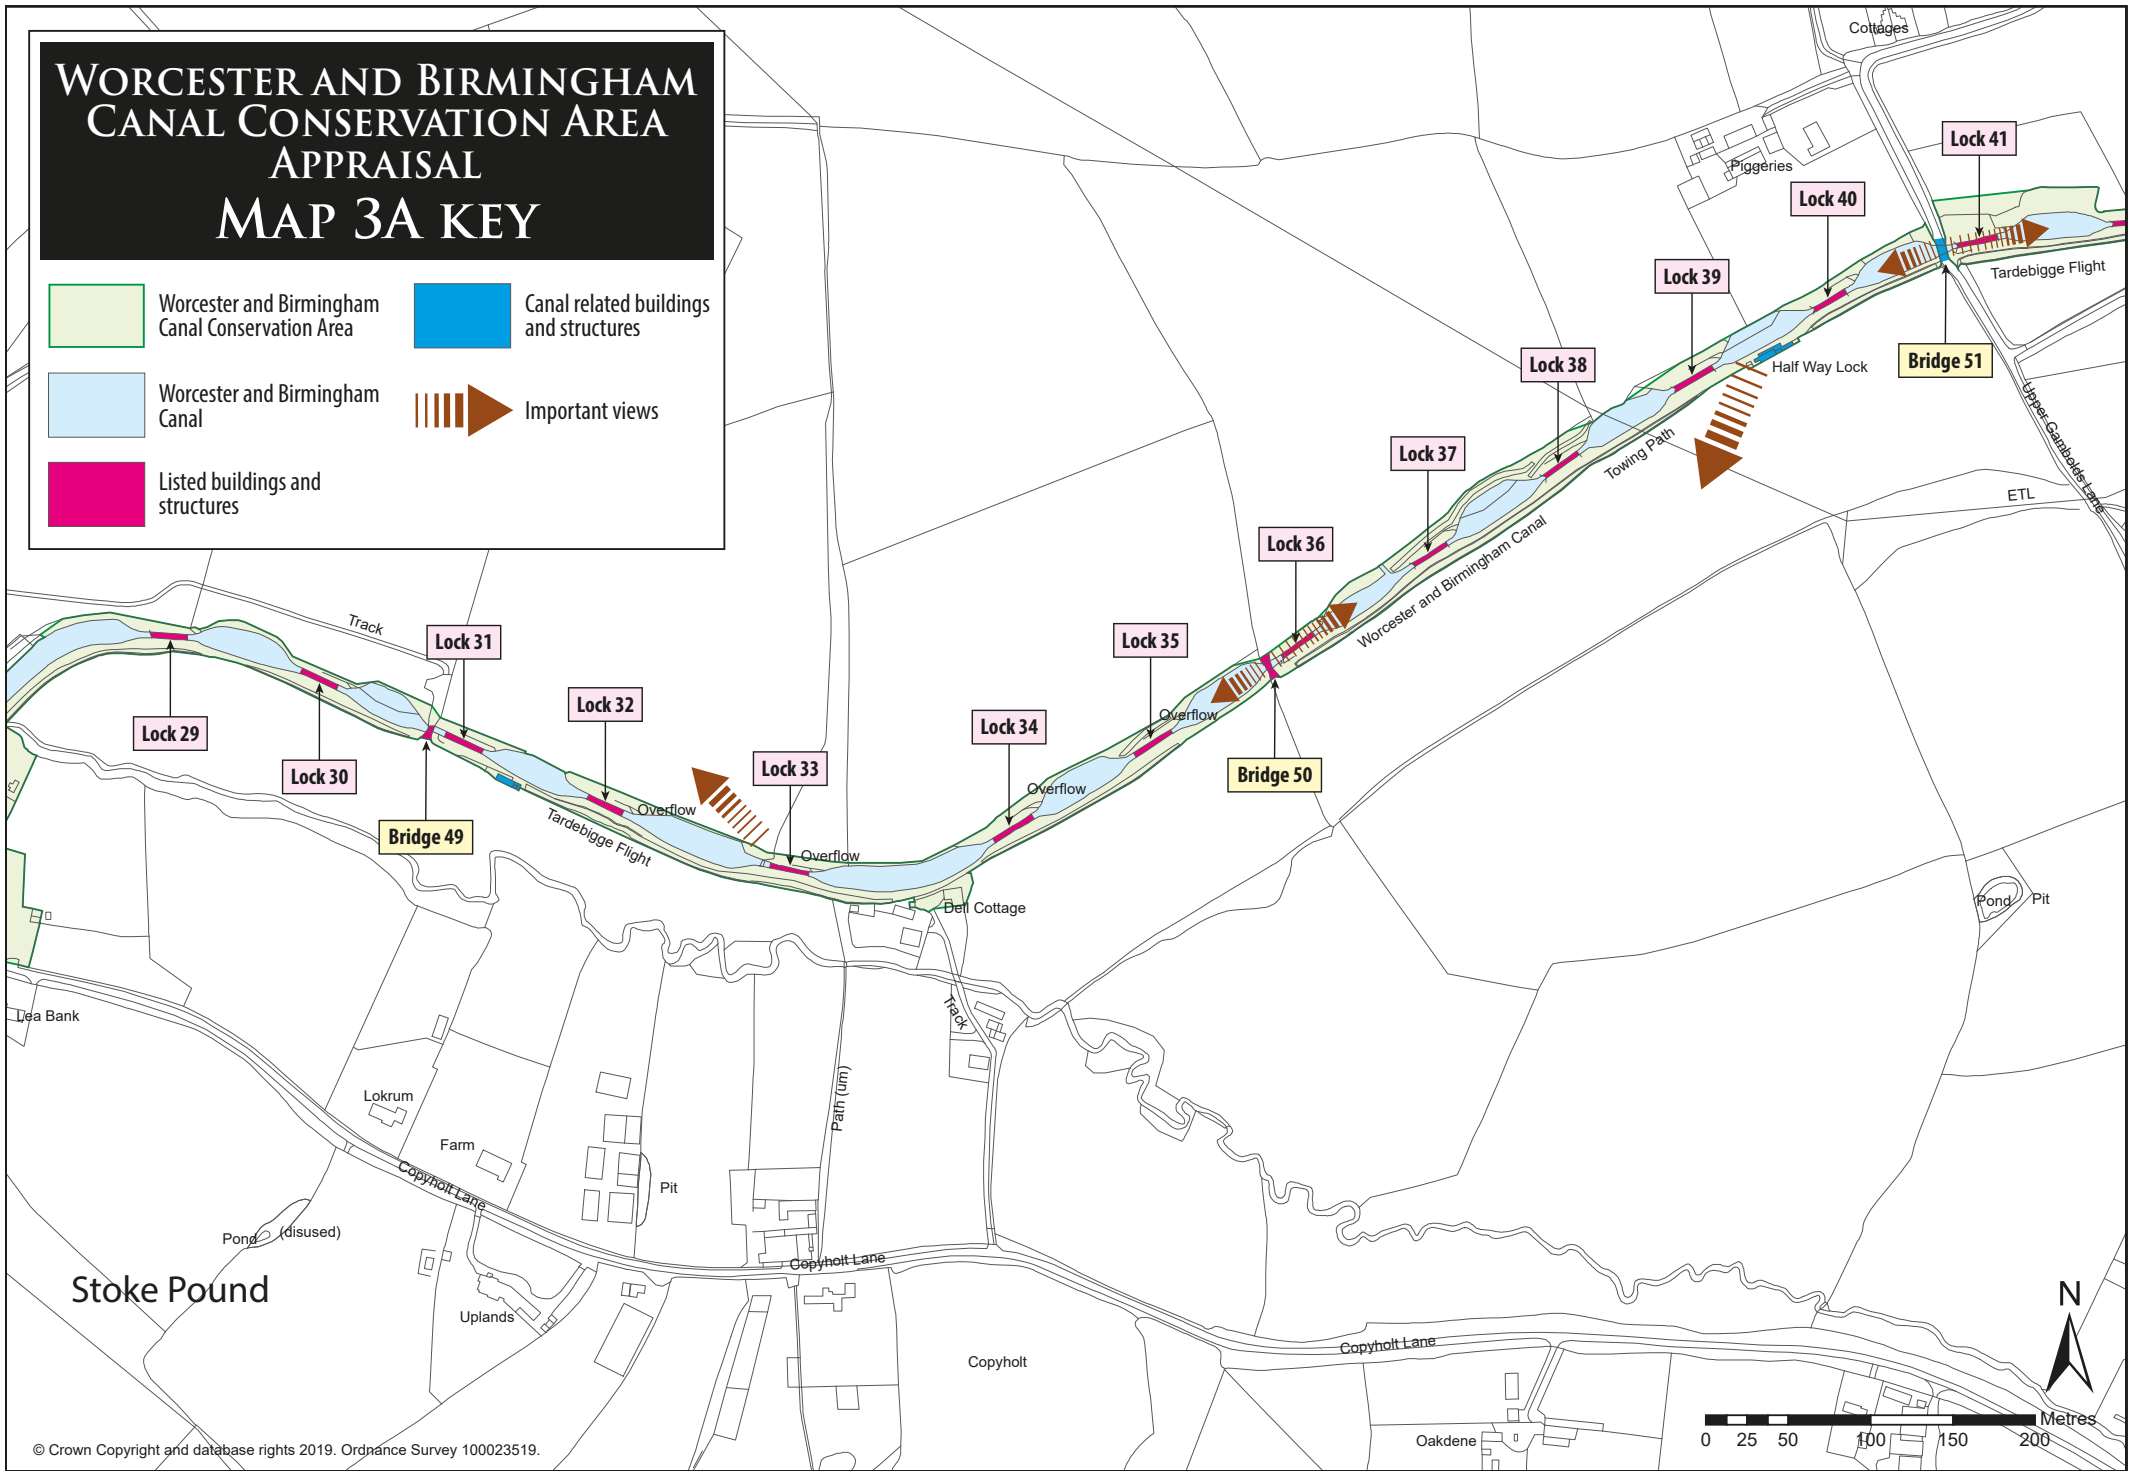 WORCESTER AND BIRMINGHAM
CANAL CONSERVATION AREA
APPRAISAL
MAP 3A KEY
Worcester and Birmingham
Canal Conservation Area
Canal related buildings
and structures
Worcester and Birmingham
Canal
Important views
Listed buildings and
structures
Cottages
Piggeries
Lock 41
Lock 40
Tardebigge Flight
Lock 39
Bridge 51
Half Way Lock
Lock 38
Upper Gambolds Lane
Towing Path
Lock 37
ETL
Lock 36
Worcester and Birmingham Canal
Track
Lock 31
Lock 35
Lock 32
Overflow
Lock 29
Lock 34
Lock 30
Lock 33
Bridge 50
Overflow
Overflow
Bridge 49
Tardebigge Flight
Overflow
Dell Cottage
Pond
Pit
Lea Bank
Track
Path (um)
Lokrum
Farm
Copyholt Lane
Pit
Pond
(disused)
Copyholt Lane
Stoke Pound
Uplands
N
Copyholt Lane
Copyholt
Oakdene
Metres
0 25 50 100 150 200
© Crown Copyright and database rights 2019. Ordnance Survey 100023519.